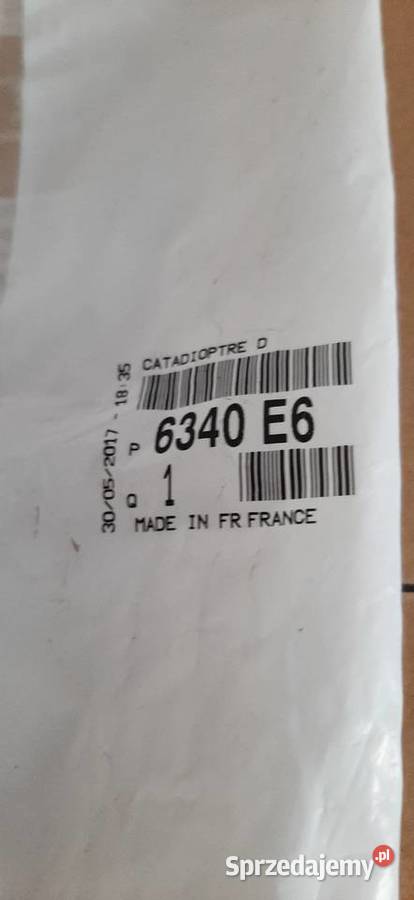 30/05/2017 - 18:35
CATADIOPTRE D
P 6340 E6
Q 1
MADE IN FR FRANCE
Sprzedajemy.pl